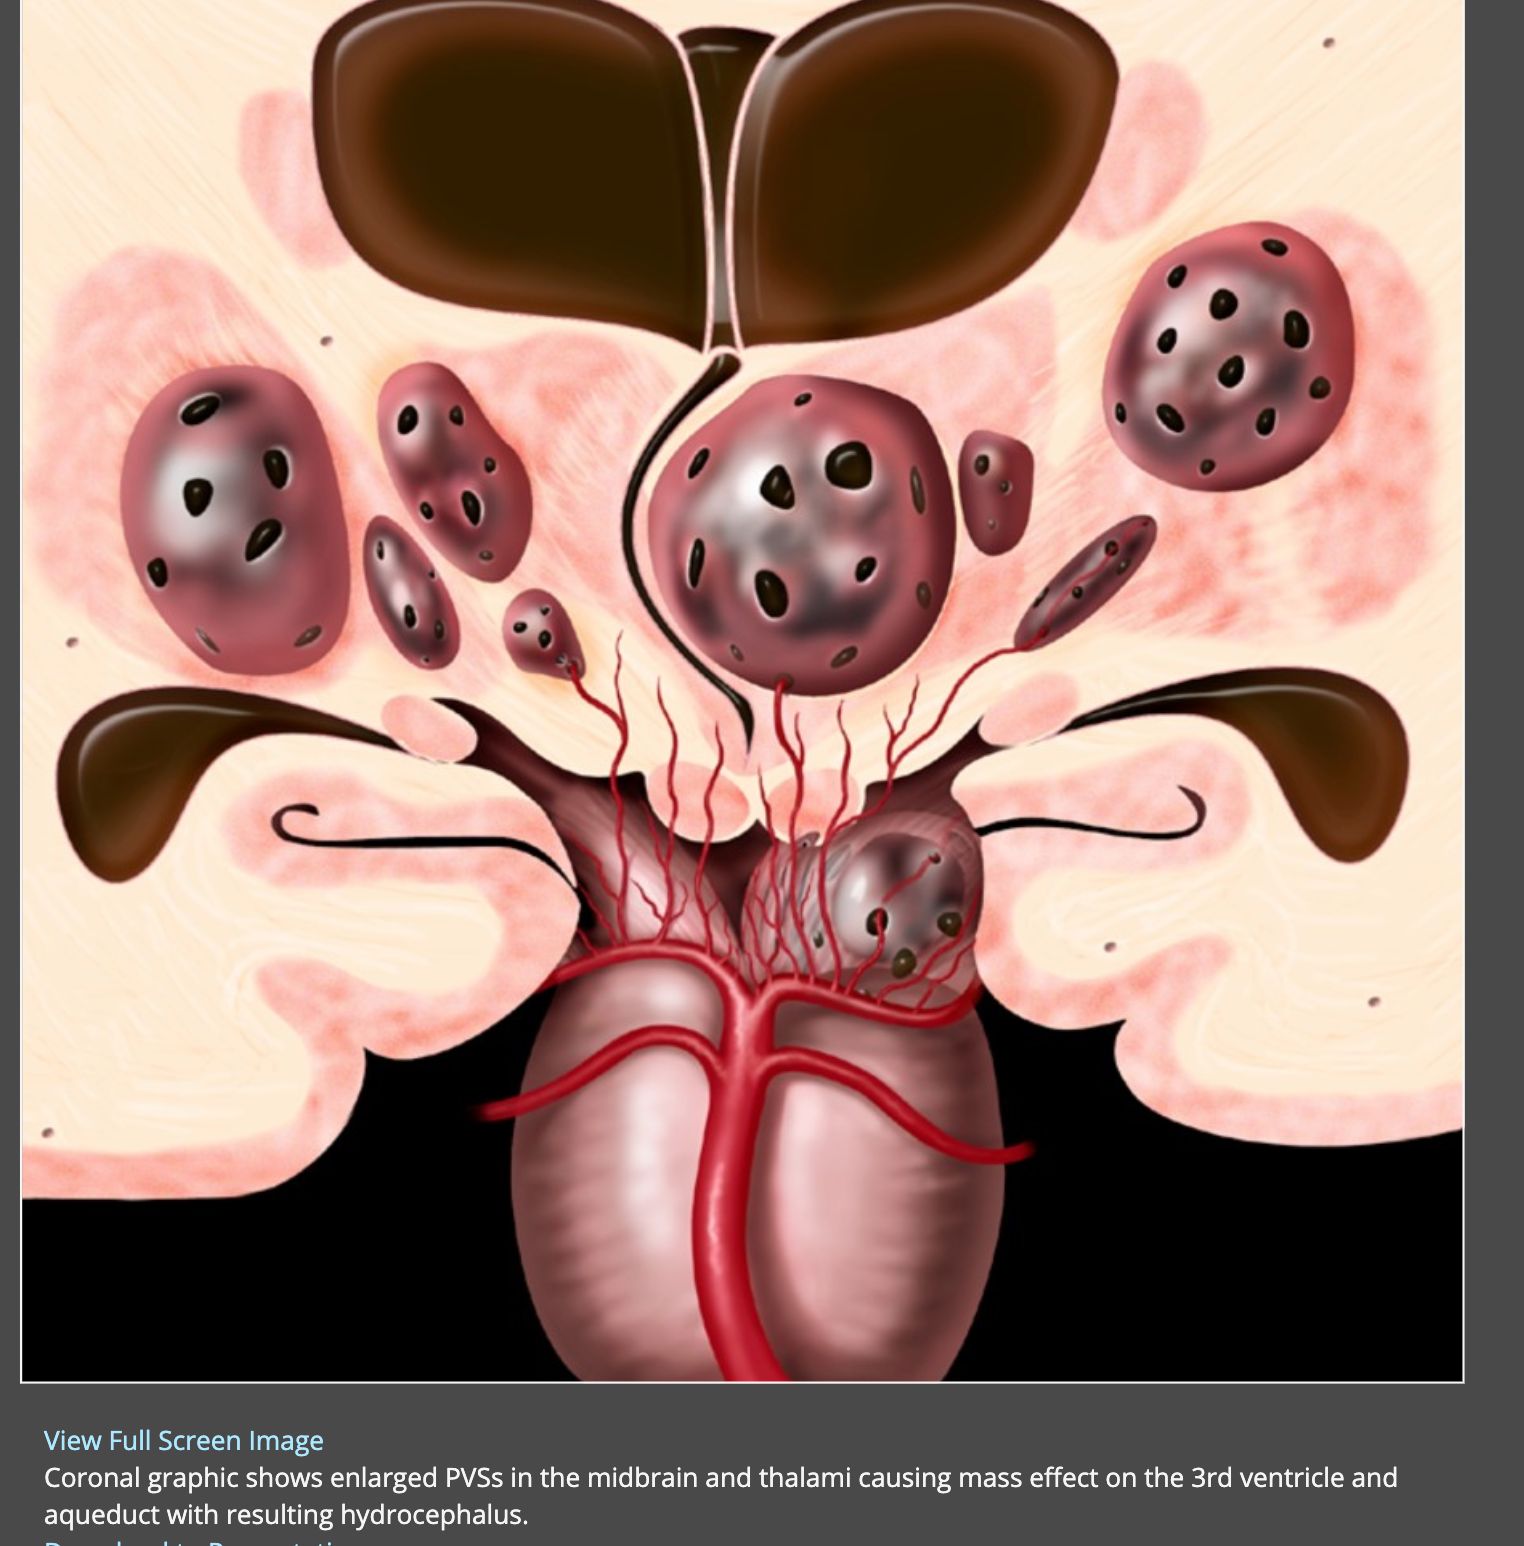 View Full Screen Image
Coronal graphic shows enlarged PVSs in the midbrain and thalami causing mass effect on the 3rd ventricle and
aqueduct with resulting hydrocephalus.